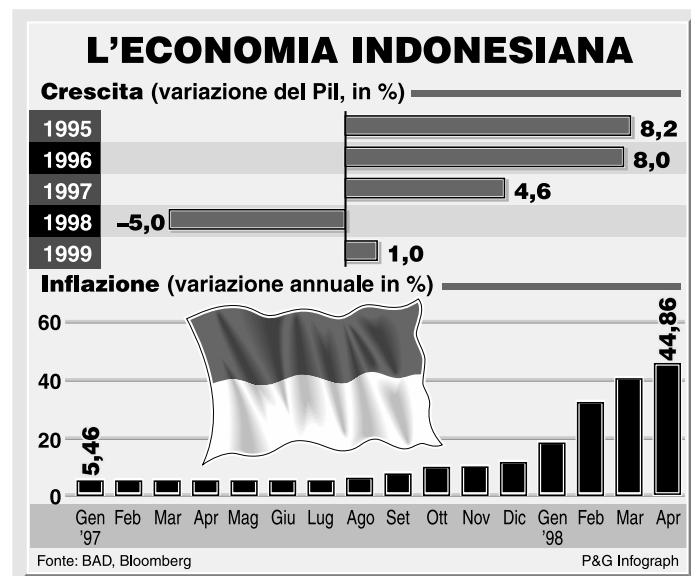 L'ECONOMIA INDONESIANA
Crescita (variazione del Pil, in %)
1995 8,2
1996 8,0
1997 4,6
1998 –5,0
1999 1,0
Inflazione (variazione annuale in %)
60
40
20
0
5,46
44,86
Gen Feb Mar Apr Mag Giu Lug Ago Set Ott Nov Dic Gen Feb Mar Apr
'97 '98
Fonte: BAD, Bloomberg P&G Infograph